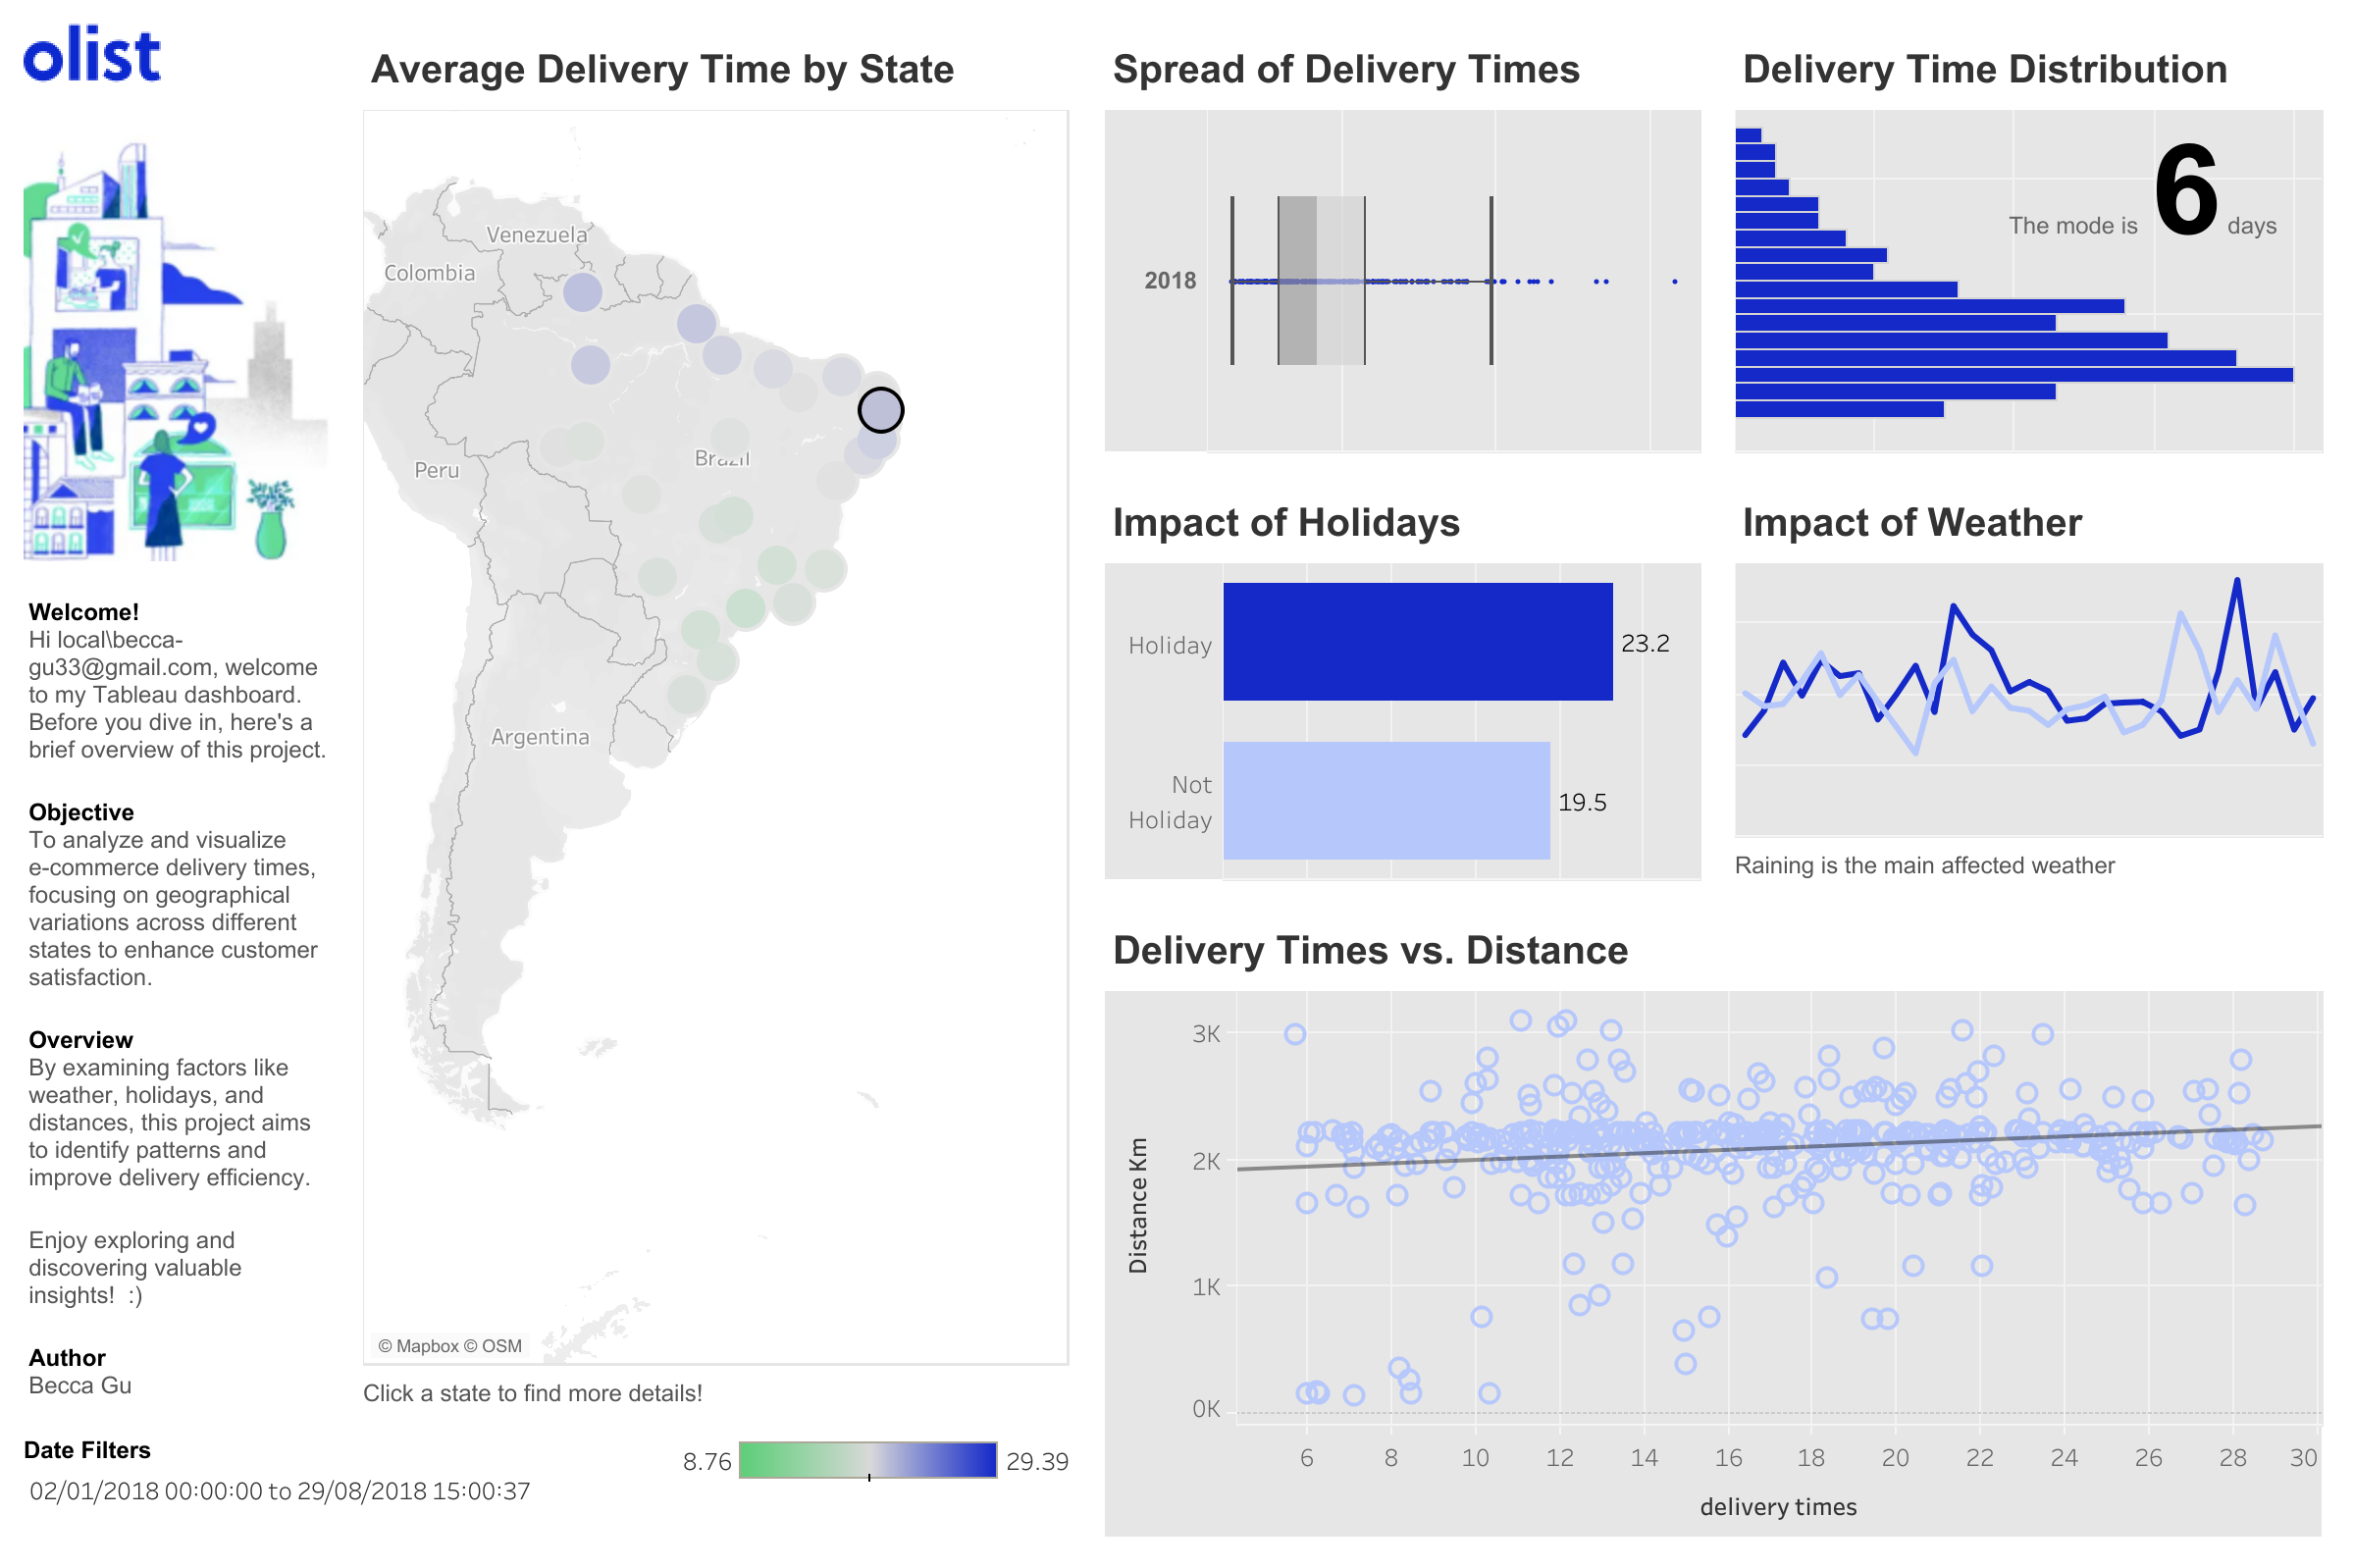 olist
Average Delivery Time by State
Spread of Delivery Times
Delivery Time Distribution
Venezuela
Colombia
Brazil
Peru
Argentina
© Mapbox © OSM
Click a state to find more details!
8.76
29.39
2018
The mode is 6 days
Impact of Holidays
Impact of Weather
Holiday
23.2
Not
Holiday
19.5
Raining is the main affected weather
Welcome!
Hi local\becca-
gu33@gmail.com, welcome
to my Tableau dashboard.
Before you dive in, here's a
brief overview of this project.
Objective
To analyze and visualize
e-commerce delivery times,
focusing on geographical
variations across different
states to enhance customer
satisfaction.
Overview
By examining factors like
weather, holidays, and
distances, this project aims
to identify patterns and
improve delivery efficiency.
Enjoy exploring and
discovering valuable
insights!  :)
Author
Becca Gu
Date Filters
02/01/2018 00:00:00 to 29/08/2018 15:00:37
Delivery Times vs. Distance
Distance Km
3K
2K
1K
0K
6 8 10 12 14 16 18 20 22 24 26 28 30
delivery times